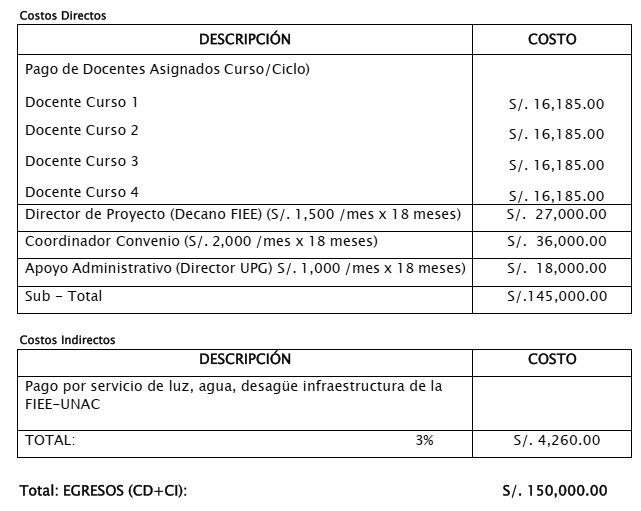 Costos Directos
DESCRIPCIÓN COSTO
Pago de Docentes Asignados Curso/Ciclo)
Docente Curso 1 S/. 16,185.00
Docente Curso 2 S/. 16,185.00
Docente Curso 3 S/. 16,185.00
Docente Curso 4 S/. 16,185.00
Director de Proyecto (Decano FIEE) (S/. 1,500 /mes x 18 meses) S/. 27,000.00
Coordinador Convenio (S/. 2,000 /mes x 18 meses) S/. 36,000.00
Apoyo Administrativo (Director UPG) S/. 1,000 /mes x 18 meses) S/. 18,000.00
Sub - Total S/.145,000.00
Costos Indirectos
DESCRIPCIÓN COSTO
Pago por servicio de luz, agua, desagüe infraestructura de la
FIEE-UNAC
TOTAL: 3% S/. 4,260.00
Total: EGRESOS (CD+CI): S/. 150,000.00